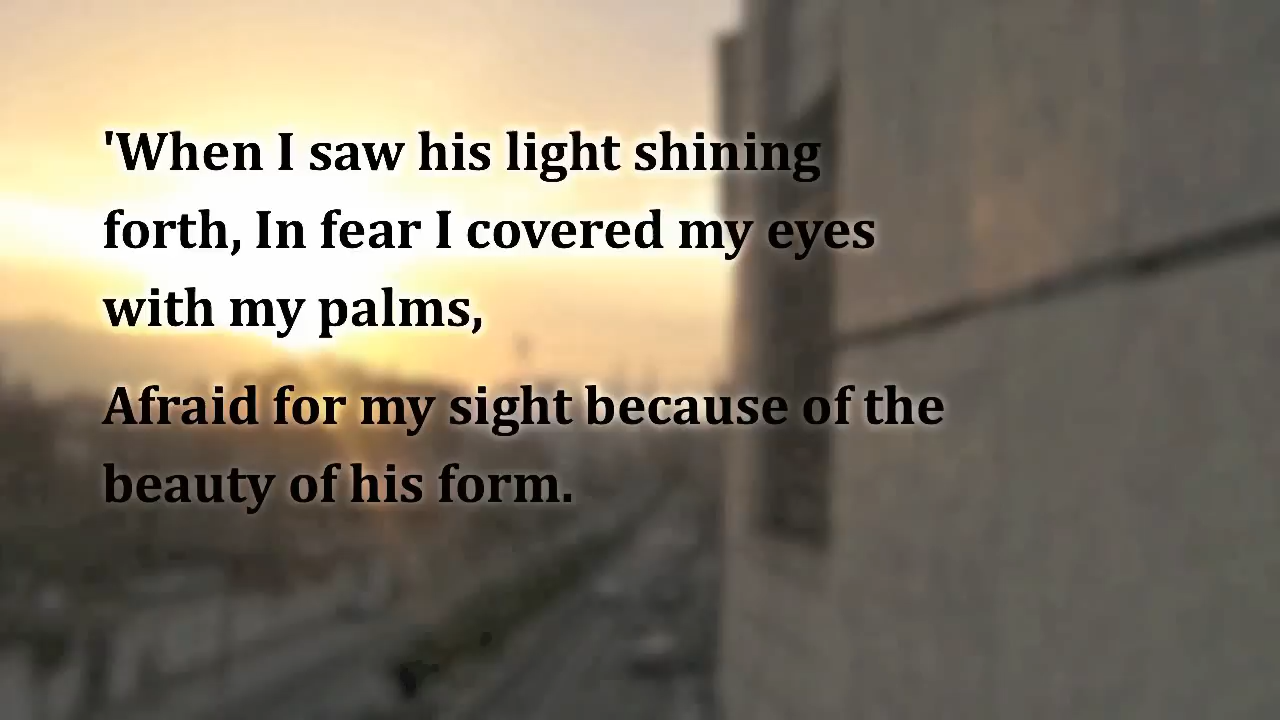 'When I saw his light shining
forth, In fear I covered my eyes
with my palms,
Afraid for my sight because of the
beauty of his form.